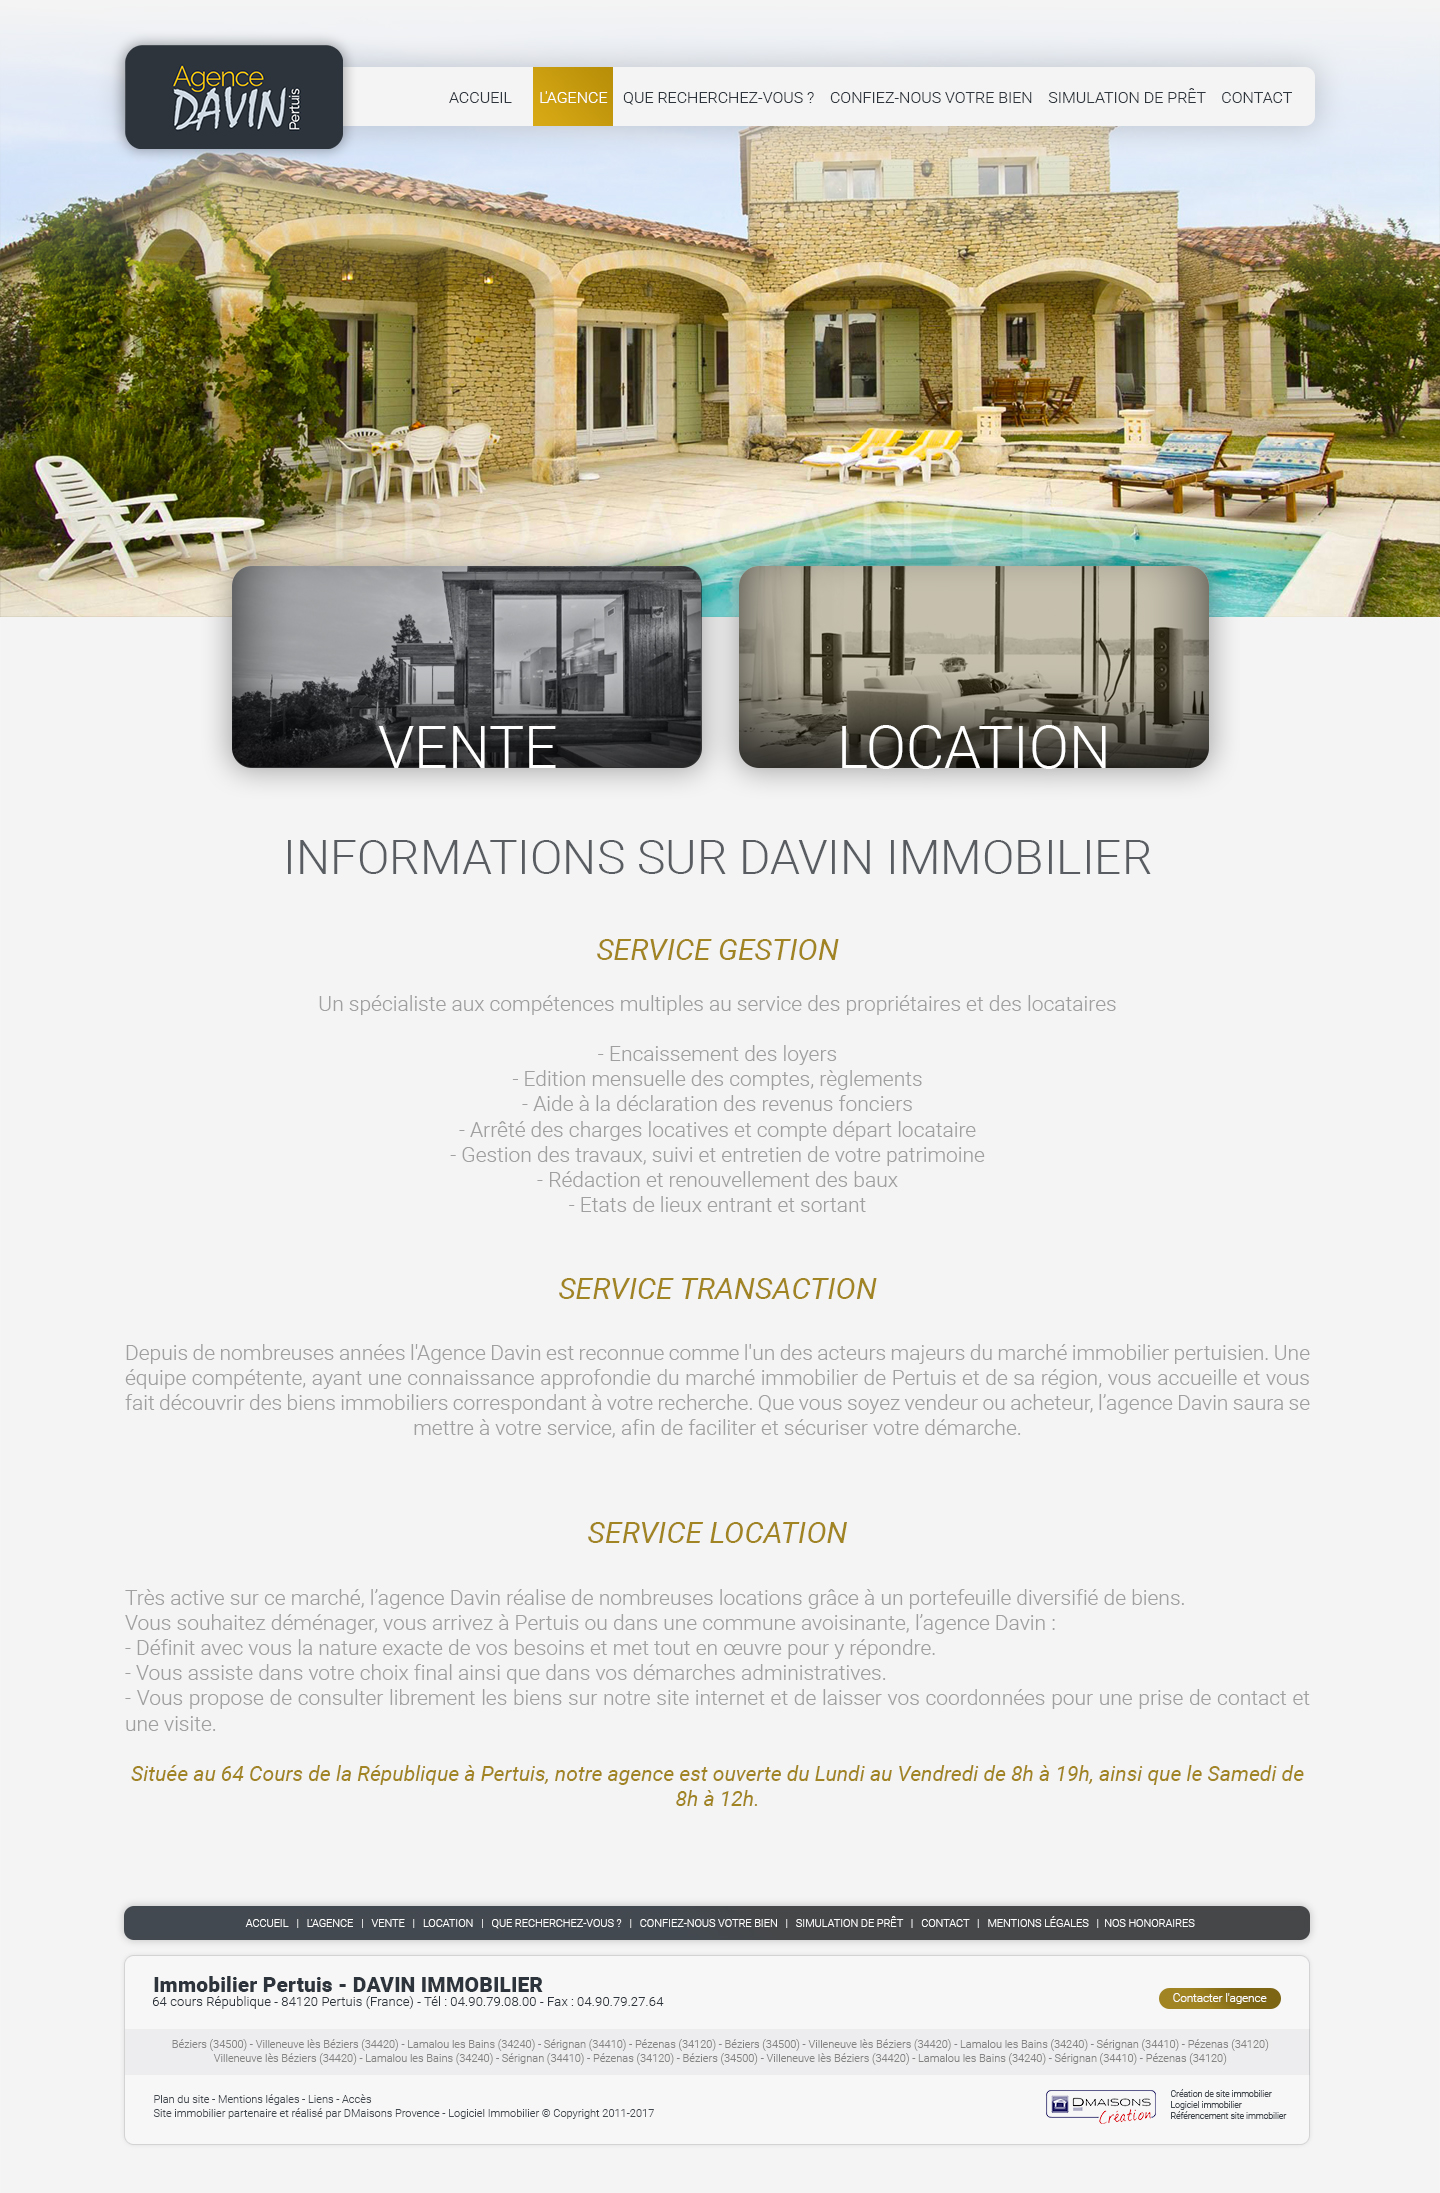 Agence
DAVIN
Pertuis
ACCUEIL L'AGENCE QUE RECHERCHEZ-VOUS ? CONFIEZ-NOUS VOTRE BIEN SIMULATION DE PRÊT CONTACT
PROVACANCES
VENTE
LOCATION
INFORMATIONS SUR DAVIN IMMOBILIER
SERVICE GESTION
Un spécialiste aux compétences multiples au service des propriétaires et des locataires
- Encaissement des loyers
- Edition mensuelle des comptes, règlements
- Aide à la déclaration des revenus fonciers
- Arrêté des charges locatives et compte départ locataire
- Gestion des travaux, suivi et entretien de votre patrimoine
- Rédaction et renouvellement des baux
- Etats de lieux entrant et sortant
SERVICE TRANSACTION
Depuis de nombreuses années l'Agence Davin est reconnue comme l'un des acteurs majeurs du marché immobilier pertuisien. Une
équipe compétente, ayant une connaissance approfondie du marché immobilier de Pertuis et de sa région, vous accueille et vous
fait découvrir des biens immobiliers correspondant à votre recherche. Que vous soyez vendeur ou acheteur, l’agence Davin saura se
mettre à votre service, afin de faciliter et sécuriser votre démarche.
SERVICE LOCATION
Très active sur ce marché, l’agence Davin réalise de nombreuses locations grâce à un portefeuille diversifié de biens.
Vous souhaitez déménager, vous arrivez à Pertuis ou dans une commune avoisinante, l’agence Davin :
- Définit avec vous la nature exacte de vos besoins et met tout en œuvre pour y répondre.
- Vous assiste dans votre choix final ainsi que dans vos démarches administratives.
- Vous propose de consulter librement les biens sur notre site internet et de laisser vos coordonnées pour une prise de contact et
une visite.
Située au 64 Cours de la République à Pertuis, notre agence est ouverte du Lundi au Vendredi de 8h à 19h, ainsi que le Samedi de
8h à 12h.
ACCUEIL | L'AGENCE | VENTE | LOCATION | QUE RECHERCHEZ-VOUS ? | CONFIEZ-NOUS VOTRE BIEN | SIMULATION DE PRÊT | CONTACT | MENTIONS LÉGALES | NOS HONORAIRES
Immobilier Pertuis - DAVIN IMMOBILIER
64 cours République - 84120 Pertuis (France) - Tél : 04.90.79.08.00 - Fax : 04.90.79.27.64
Contacter l'agence
Béziers (34500) - Villeneuve lès Béziers (34420) - Lamalou les Bains (34240) - Sérignan (34410) - Pézenas (34120) - Béziers (34500) - Villeneuve lès Béziers (34420) - Lamalou les Bains (34240) - Sérignan (34410) - Pézenas (34120)
Villeneuve lès Béziers (34420) - Lamalou les Bains (34240) - Sérignan (34410) - Pézenas (34120) - Béziers (34500) - Villeneuve lès Béziers (34420) - Lamalou les Bains (34240) - Sérignan (34410) - Pézenas (34120)
Plan du site - Mentions légales - Liens - Accès
Site immobilier partenaire et réalisé par DMaisons Provence - Logiciel Immobilier © Copyright 2011-2017
DMAISONS
Création
Création de site immobilier
Logiciel immobilier
Référencement site immobilier